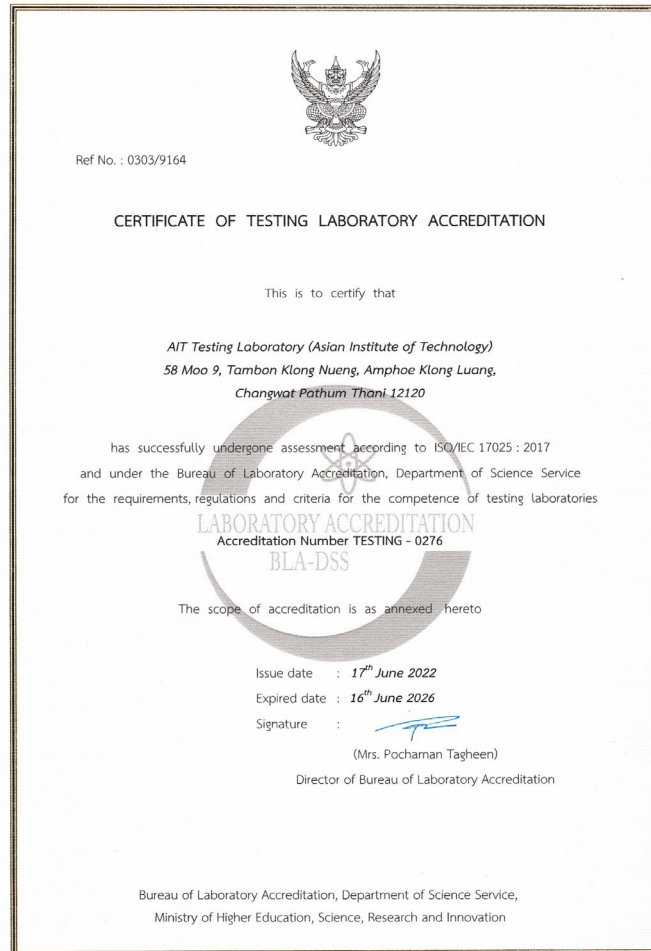 Ref No. : 0303/9164
CERTIFICATE OF TESTING LABORATORY ACCREDITATION
This is to certify that
AIT Testing Laboratory (Asian Institute of Technology)
58 Moo 9, Tambon Klong Nueng, Amphoe Klong Luang,
Changwat Pathum Thani 12120
has successfully undergone assessment according to ISO/IEC 17025 : 2017
and under the Bureau of Laboratory Accreditation, Department of Science Service
for the requirements, regulations and criteria for the competence of testing laboratories
LABORATORY ACCREDITATION
Accreditation Number TESTING - 0276
BLA-DSS
The scope of accreditation is as annexed hereto
Issue date : 17th June 2022
Expired date : 16th June 2026
Signature :
(Mrs. Pochaman Tagheen)
Director of Bureau of Laboratory Accreditation
Bureau of Laboratory Accreditation, Department of Science Service,
Ministry of Higher Education, Science, Research and Innovation